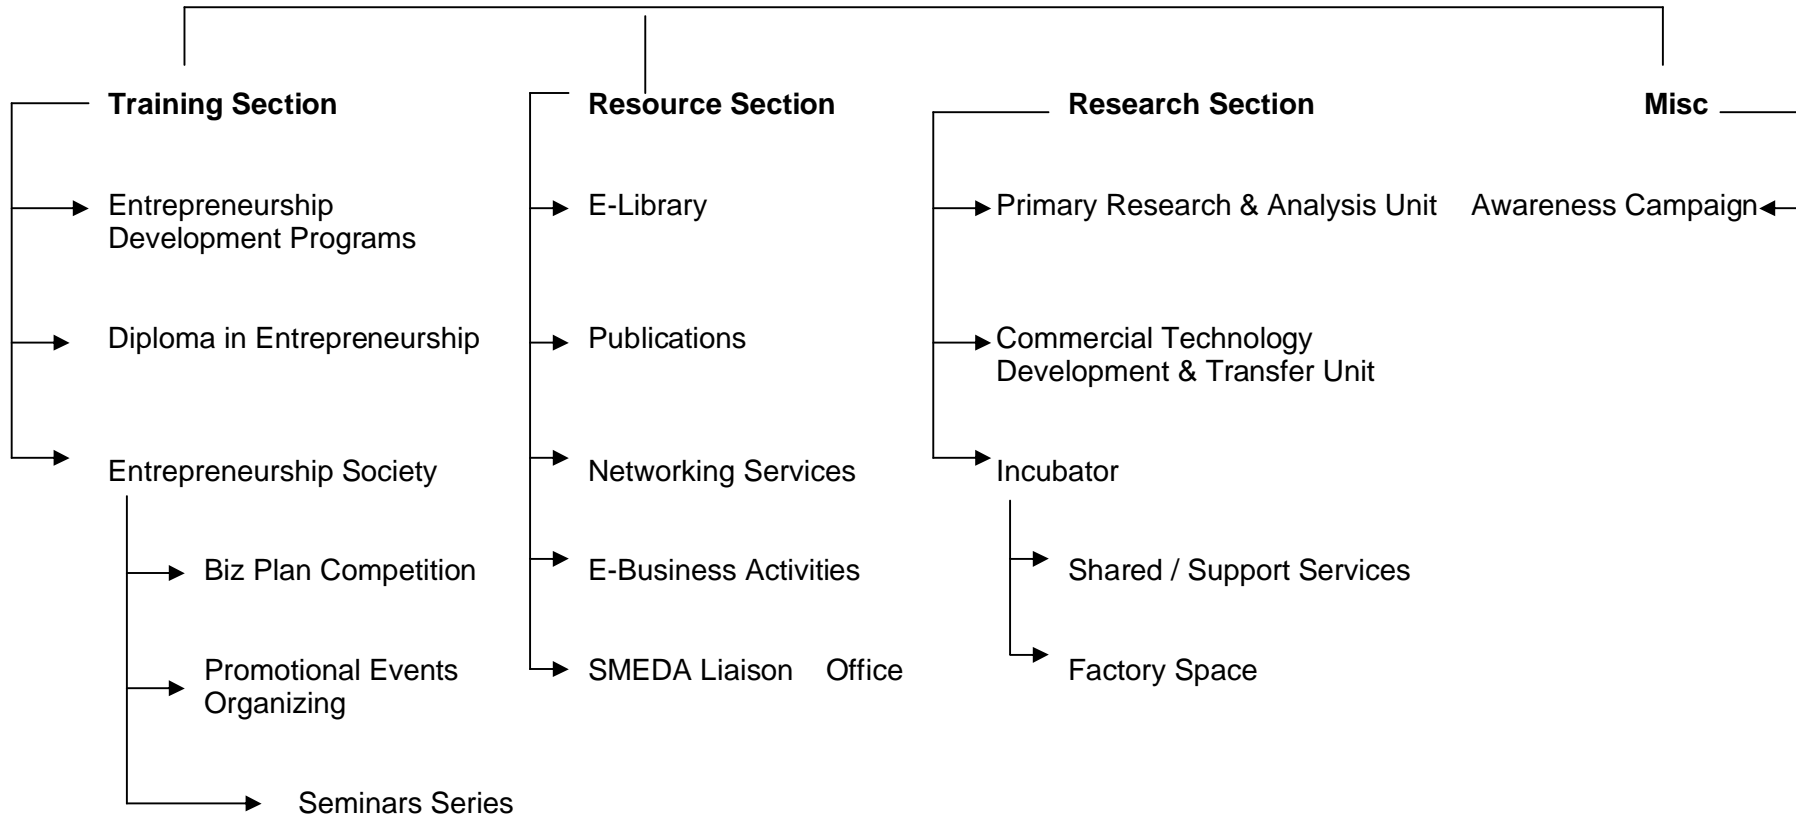 Training Section
Resource Section
Research Section
Misc
Entrepreneurship
Development Programs
E-Library
Primary Research & Analysis Unit
Awareness Campaign
Diploma in Entrepreneurship
Publications
Commercial Technology
Development & Transfer Unit
Entrepreneurship Society
Networking Services
Incubator
Biz Plan Competition
E-Business Activities
Shared / Support Services
Promotional Events
Organizing
SMEDA Liaison Office
Factory Space
Seminars Series